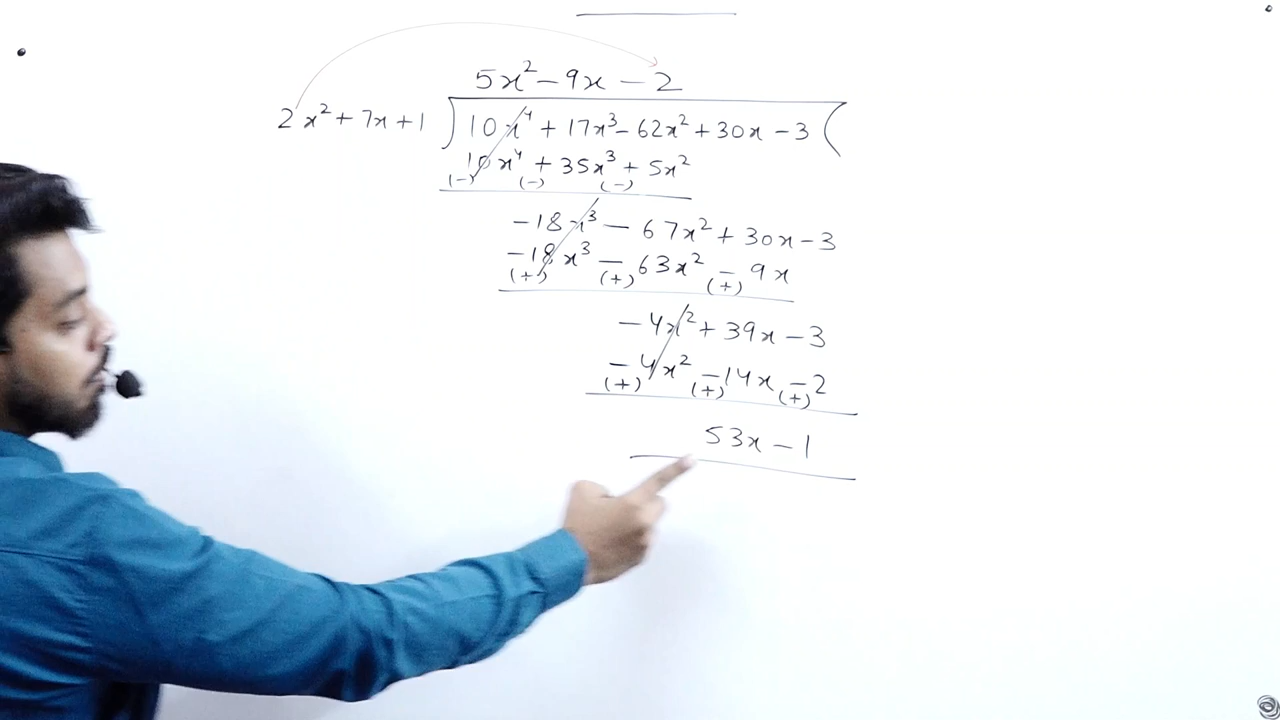 5x² - 9x - 2
2x² + 7x + 1 ) 10x⁴ + 17x³ - 62x² + 30x - 3 (
10x⁴ + 35x³ + 5x²
(-) (-) (-)
-18x³ - 67x² + 30x - 3
-18x³ - 63x² - 9x
(+) (+) (+)
-4x² + 39x - 3
-4x² - 14x - 2
(+) (+) (+)
53x - 1